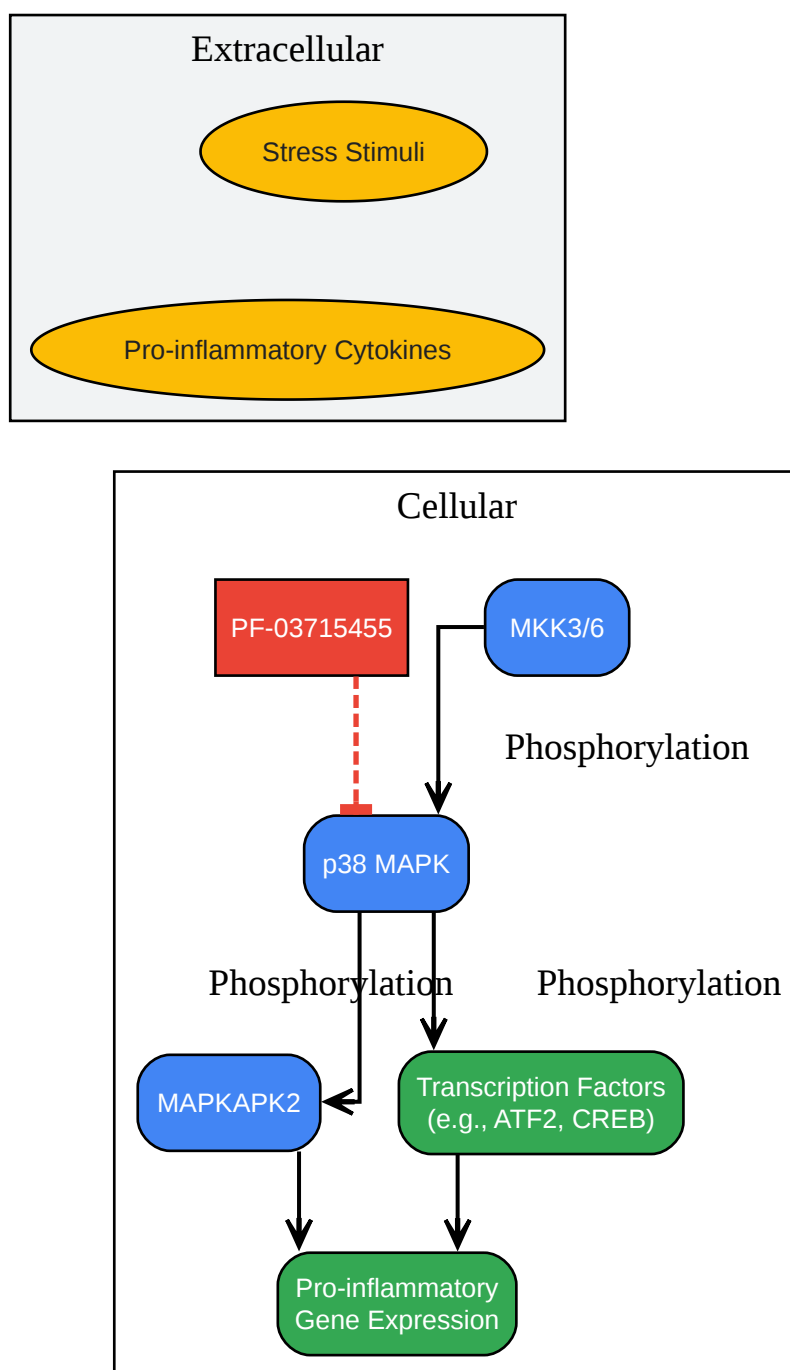 Extracellular
Stress Stimuli
Pro-inflammatory Cytokines
Cellular
PF-03715455
MKK3/6
Phosphorylation
p38 MAPK
Phosphorylation
Phosphorylation
MAPKAPK2
Transcription Factors
(e.g., ATF2, CREB)
Pro-inflammatory
Gene Expression